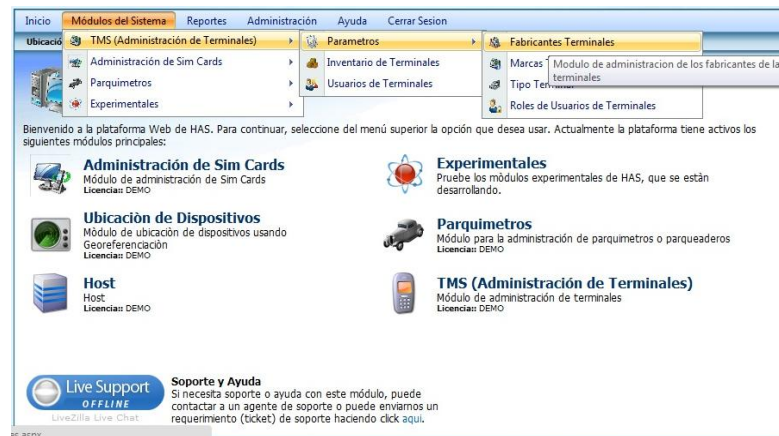 Inicio Módulos del Sistema Reportes Administración Ayuda Cerrar Sesion
Ubicació
TMS (Administración de Terminales) Parametros Fabricantes Terminales
Administración de Sim Cards Inventario de Terminales Marcas Modulo de administracion de los fabricantes de la
terminales
Parquimetros Usuarios de Terminales Tipo
Experimentales Roles de Usuarios de Terminales
Bienvenido a la plataforma Web de HAS. Para continuar, seleccione del menú superior la opción que desea usar. Actualmente la plataforma tiene activos los
siguientes módulos principales:
Administración de Sim Cards
Módulo de administración de Sim Cards
Licencia:: DEMO
Experimentales
Pruebe los mòdulos experimentales de HAS, que se estàn
desarrollando.
Ubicaciòn de Dispositivos
Mòdulo de ubicaciòn de dispositivos usando
Georeferenciaciòn
Licencia:: DEMO
Parquimetros
Módulo para la administración de parquimetros o parqueaderos
Licencia:: DEMO
Host
Host
Licencia:: DEMO
TMS (Administración de Terminales)
Módulo de administración de terminales
Licencia:: DEMO
Live Support
OFFLINE
LiveZilla Live Chat
Soporte y Ayuda
Si necesita soporte o ayuda con este módulo, puede
contactar a un agente de soporte o puede enviarnos un
requerimiento (ticket) de soporte haciendo click aqui.